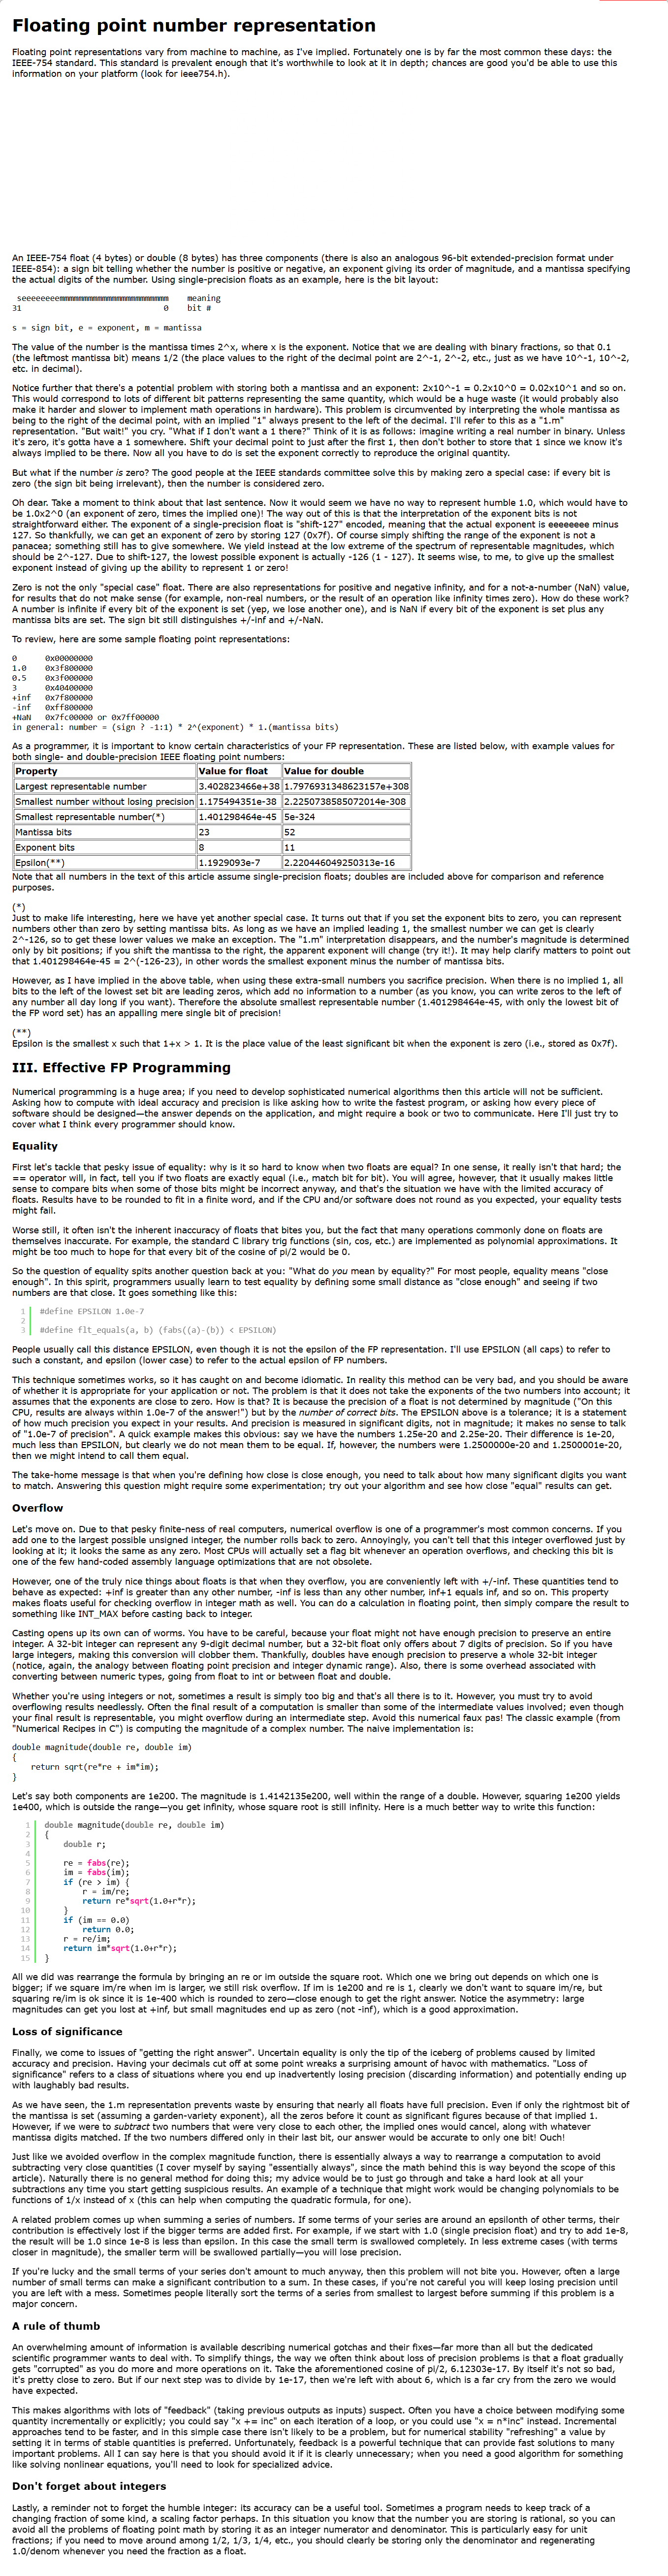 Floating point number representation
Floating point representations vary from machine to machine, as I've implied. Fortunately one is by far the most common these days: the
IEEE-754 standard. This standard is prevalent enough that it's worthwhile to look at it in depth; chances are good you'd be able to use this
information on your platform (look for ieee754.h).
An IEEE-754 float (4 bytes) or double (8 bytes) has three components (there is also an analogous 96-bit extended-precision format under
IEEE-854): a sign bit telling whether the number is positive or negative, an exponent giving its order of magnitude, and a mantissa specifying
the actual digits of the number. Using single-precision floats as an example, here is the bit layout:
seeeeeeeemmmmmmmmmmmmmmmmmmmmmmm    meaning
31                              0    bit #
s = sign bit, e = exponent, m = mantissa
The value of the number is the mantissa times 2^x, where x is the exponent. Notice that we are dealing with binary fractions, so that 0.1
(the leftmost mantissa bit) means 1/2 (the place values to the right of the decimal point are 2^-1, 2^-2, etc., just as we have 10^-1, 10^-2,
etc. in decimal).
Notice further that there's a potential problem with storing both a mantissa and an exponent: 2x10^-1 = 0.2x10^0 = 0.02x10^1 and so on.
This would correspond to lots of different bit patterns representing the same quantity, which would be a huge waste (it would probably also
make it harder and slower to implement math operations in hardware). This problem is circumvented by interpreting the whole mantissa as
being to the right of the decimal point, with an implied "1" always present to the left of the decimal. I'll refer to this as a "1.m"
representation. "But wait!" you cry. "What if I don't want a 1 there?" Think of it is as follows: imagine writing a real number in binary. Unless
it's zero, it's gotta have a 1 somewhere. Shift your decimal point to just after the first 1, then don't bother to store that 1 since we know it's
always implied to be there. Now all you have to do is set the exponent correctly to reproduce the original quantity.
But what if the number is zero? The good people at the IEEE standards committee solve this by making zero a special case: if every bit is
zero (the sign bit being irrelevant), then the number is considered zero.
Oh dear. Take a moment to think about that last sentence. Now it would seem we have no way to represent humble 1.0, which would have to
be 1.0x2^0 (an exponent of zero, times the implied one)! The way out of this is that the interpretation of the exponent bits is not
straightforward either. The exponent of a single-precision float is "shift-127" encoded, meaning that the actual exponent is eeeeeeee minus
127. So thankfully, we can get an exponent of zero by storing 127 (0x7f). Of course simply shifting the range of the exponent is not a
panacea; something still has to give somewhere. We yield instead at the low extreme of the spectrum of representable magnitudes, which
should be 2^-127. Due to shift-127, the lowest possible exponent is actually -126 (1 - 127). It seems wise, to me, to give up the smallest
exponent instead of giving up the ability to represent 1 or zero!
Zero is not the only "special case" float. There are also representations for positive and negative infinity, and for a not-a-number (NaN) value,
for results that do not make sense (for example, non-real numbers, or the result of an operation like infinity times zero). How do these work?
A number is infinite if every bit of the exponent is set (yep, we lose another one), and is NaN if every bit of the exponent is set plus any
mantissa bits are set. The sign bit still distinguishes +/-inf and +/-NaN.
To review, here are some sample floating point representations:
0      0x00000000
1.0    0x3f800000
0.5    0x3f000000
3      0x40400000
+inf   0x7f800000
-inf   0xff800000
+NaN   0x7fc00000 or 0x7ff00000
in general: number = (sign ? -1:1) * 2^(exponent) * 1.(mantissa bits)
As a programmer, it is important to know certain characteristics of your FP representation. These are listed below, with example values for
both single- and double-precision IEEE floating point numbers:
Property Value for float Value for double
Largest representable number 3.402823466e+38 1.7976931348623157e+308
Smallest number without losing precision 1.175494351e-38 2.2250738585072014e-308
Smallest representable number(*) 1.401298464e-45 5e-324
Mantissa bits 23 52
Exponent bits 8 11
Epsilon(**) 1.1929093e-7 2.220446049250313e-16
Note that all numbers in the text of this article assume single-precision floats; doubles are included above for comparison and reference
purposes.
(*)
Just to make life interesting, here we have yet another special case. It turns out that if you set the exponent bits to zero, you can represent
numbers other than zero by setting mantissa bits. As long as we have an implied leading 1, the smallest number we can get is clearly
2^-126, so to get these lower values we make an exception. The "1.m" interpretation disappears, and the number's magnitude is determined
only by bit positions; if you shift the mantissa to the right, the apparent exponent will change (try it!). It may help clarify matters to point out
that 1.401298464e-45 = 2^(-126-23), in other words the smallest exponent minus the number of mantissa bits.
However, as I have implied in the above table, when using these extra-small numbers you sacrifice precision. When there is no implied 1, all
bits to the left of the lowest set bit are leading zeros, which add no information to a number (as you know, you can write zeros to the left of
any number all day long if you want). Therefore the absolute smallest representable number (1.401298464e-45, with only the lowest bit of
the FP word set) has an appalling mere single bit of precision!
(**)
Epsilon is the smallest x such that 1+x > 1. It is the place value of the least significant bit when the exponent is zero (i.e., stored as 0x7f).
III. Effective FP Programming
Numerical programming is a huge area; if you need to develop sophisticated numerical algorithms then this article will not be sufficient.
Asking how to compute with ideal accuracy and precision is like asking how to write the fastest program, or asking how every piece of
software should be designed—the answer depends on the application, and might require a book or two to communicate. Here I'll just try to
cover what I think every programmer should know.
Equality
First let's tackle that pesky issue of equality: why is it so hard to know when two floats are equal? In one sense, it really isn't that hard; the
== operator will, in fact, tell you if two floats are exactly equal (i.e., match bit for bit). You will agree, however, that it usually makes little
sense to compare bits when some of those bits might be incorrect anyway, and that's the situation we have with the limited accuracy of
floats. Results have to be rounded to fit in a finite word, and if the CPU and/or software does not round as you expected, your equality tests
might fail.
Worse still, it often isn't the inherent inaccuracy of floats that bites you, but the fact that many operations commonly done on floats are
themselves inaccurate. For example, the standard C library trig functions (sin, cos, etc.) are implemented as polynomial approximations. It
might be too much to hope for that every bit of the cosine of pi/2 would be 0.
So the question of equality spits another question back at you: "What do you mean by equality?" For most people, equality means "close
enough". In this spirit, programmers usually learn to test equality by defining some small distance as "close enough" and seeing if two
numbers are that close. It goes something like this:
1 #define EPSILON 1.0e-7
2
3 #define flt_equals(a, b) (fabs((a)-(b)) < EPSILON)
People usually call this distance EPSILON, even though it is not the epsilon of the FP representation. I'll use EPSILON (all caps) to refer to
such a constant, and epsilon (lower case) to refer to the actual epsilon of FP numbers.
This technique sometimes works, so it has caught on and become idiomatic. In reality this method can be very bad, and you should be aware
of whether it is appropriate for your application or not. The problem is that it does not take the exponents of the two numbers into account; it
assumes that the exponents are close to zero. How is that? It is because the precision of a float is not determined by magnitude ("On this
CPU, results are always within 1.0e-7 of the answer!") but by the number of correct bits. The EPSILON above is a tolerance; it is a statement
of how much precision you expect in your results. And precision is measured in significant digits, not in magnitude; it makes no sense to talk
of "1.0e-7 of precision". A quick example makes this obvious: say we have the numbers 1.25e-20 and 2.25e-20. Their difference is 1e-20,
much less than EPSILON, but clearly we do not mean them to be equal. If, however, the numbers were 1.2500000e-20 and 1.2500001e-20,
then we might intend to call them equal.
The take-home message is that when you're defining how close is close enough, you need to talk about how many significant digits you want
to match. Answering this question might require some experimentation; try out your algorithm and see how close "equal" results can get.
Overflow
Let's move on. Due to that pesky finite-ness of real computers, numerical overflow is one of a programmer's most common concerns. If you
add one to the largest possible unsigned integer, the number rolls back to zero. Annoyingly, you can't tell that this integer overflowed just by
looking at it; it looks the same as any zero. Most CPUs will actually set a flag bit whenever an operation overflows, and checking this bit is
one of the few hand-coded assembly language optimizations that are not obsolete.
However, one of the truly nice things about floats is that when they overflow, you are conveniently left with +/-inf. These quantities tend to
behave as expected: +inf is greater than any other number, -inf is less than any other number, inf+1 equals inf, and so on. This property
makes floats useful for checking overflow in integer math as well. You can do a calculation in floating point, then simply compare the result to
something like INT_MAX before casting back to integer.
Casting opens up its own can of worms. You have to be careful, because your float might not have enough precision to preserve an entire
integer. A 32-bit integer can represent any 9-digit decimal number, but a 32-bit float only offers about 7 digits of precision. So if you have
large integers, making this conversion will clobber them. Thankfully, doubles have enough precision to preserve a whole 32-bit integer
(notice, again, the analogy between floating point precision and integer dynamic range). Also, there is some overhead associated with
converting between numeric types, going from float to int or between float and double.
Whether you're using integers or not, sometimes a result is simply too big and that's all there is to it. However, you must try to avoid
overflowing results needlessly. Often the final result of a computation is smaller than some of the intermediate values involved; even though
your final result is representable, you might overflow during an intermediate step. Avoid this numerical faux pas! The classic example (from
"Numerical Recipes in C") is computing the magnitude of a complex number. The naive implementation is:
double magnitude(double re, double im)
{
return sqrt(re*re + im*im);
}
Let's say both components are 1e200. The magnitude is 1.4142135e200, well within the range of a double. However, squaring 1e200 yields
1e400, which is outside the range—you get infinity, whose square root is still infinity. Here is a much better way to write this function:
1 double magnitude(double re, double im)
2 {
3 double r;
4
5 re = fabs(re);
6 im = fabs(im);
7 if (re > im) {
8 r = im/re;
9 return re*sqrt(1.0+r*r);
10 }
11 if (im == 0.0)
12 return 0.0;
13 r = re/im;
14 return im*sqrt(1.0+r*r);
15 }
All we did was rearrange the formula by bringing an re or im outside the square root. Which one we bring out depends on which one is
bigger; if we square im/re when im is larger, we still risk overflow. If im is 1e200 and re is 1, clearly we don't want to square im/re, but
squaring re/im is ok since it is 1e-400 which is rounded to zero—close enough to get the right answer. Notice the asymmetry: large
magnitudes can get you lost at +inf, but small magnitudes end up as zero (not -inf), which is a good approximation.
Loss of significance
Finally, we come to issues of "getting the right answer". Uncertain equality is only the tip of the iceberg of problems caused by limited
accuracy and precision. Having your decimals cut off at some point wreaks a surprising amount of havoc with mathematics. "Loss of
significance" refers to a class of situations where you end up inadvertently losing precision (discarding information) and potentially ending up
with laughably bad results.
As we have seen, the 1.m representation prevents waste by ensuring that nearly all floats have full precision. Even if only the rightmost bit of
the mantissa is set (assuming a garden-variety exponent), all the zeros before it count as significant figures because of that implied 1.
However, if we were to subtract two numbers that were very close to each other, the implied ones would cancel, along with whatever
mantissa digits matched. If the two numbers differed only in their last bit, our answer would be accurate to only one bit! Ouch!
Just like we avoided overflow in the complex magnitude function, there is essentially always a way to rearrange a computation to avoid
subtracting very close quantities (I cover myself by saying "essentially always", since the math behind this is way beyond the scope of this
article). Naturally there is no general method for doing this; my advice would be to just go through and take a hard look at all your
subtractions any time you start getting suspicious results. An example of a technique that might work would be changing polynomials to be
functions of 1/x instead of x (this can help when computing the quadratic formula, for one).
A related problem comes up when summing a series of numbers. If some terms of your series are around an epsilonth of other terms, their
contribution is effectively lost if the bigger terms are added first. For example, if we start with 1.0 (single precision float) and try to add 1e-8,
the result will be 1.0 since 1e-8 is less than epsilon. In this case the small term is swallowed completely. In less extreme cases (with terms
closer in magnitude), the smaller term will be swallowed partially—you will lose precision.
If you're lucky and the small terms of your series don't amount to much anyway, then this problem will not bite you. However, often a large
number of small terms can make a significant contribution to a sum. In these cases, if you're not careful you will keep losing precision until
you are left with a mess. Sometimes people literally sort the terms of a series from smallest to largest before summing if this problem is a
major concern.
A rule of thumb
An overwhelming amount of information is available describing numerical gotchas and their fixes—far more than all but the dedicated
scientific programmer wants to deal with. To simplify things, the way we often think about loss of precision problems is that a float gradually
gets "corrupted" as you do more and more operations on it. Take the aforementioned cosine of pi/2, 6.12303e-17. By itself it's not so bad,
it's pretty close to zero. But if our next step was to divide by 1e-17, then we're left with about 6, which is a far cry from the zero we would
have expected.
This makes algorithms with lots of "feedback" (taking previous outputs as inputs) suspect. Often you have a choice between modifying some
quantity incrementally or explicitly; you could say "x += inc" on each iteration of a loop, or you could use "x = n*inc" instead. Incremental
approaches tend to be faster, and in this simple case there isn't likely to be a problem, but for numerical stability "refreshing" a value by
setting it in terms of stable quantities is preferred. Unfortunately, feedback is a powerful technique that can provide fast solutions to many
important problems. All I can say here is that you should avoid it if it is clearly unnecessary; when you need a good algorithm for something
like solving nonlinear equations, you'll need to look for specialized advice.
Don't forget about integers
Lastly, a reminder not to forget the humble integer: its accuracy can be a useful tool. Sometimes a program needs to keep track of a
changing fraction of some kind, a scaling factor perhaps. In this situation you know that the number you are storing is rational, so you can
avoid all the problems of floating point math by storing it as an integer numerator and denominator. This is particularly easy for unit
fractions; if you need to move around among 1/2, 1/3, 1/4, etc., you should clearly be storing only the denominator and regenerating
1.0/denom whenever you need the fraction as a float.